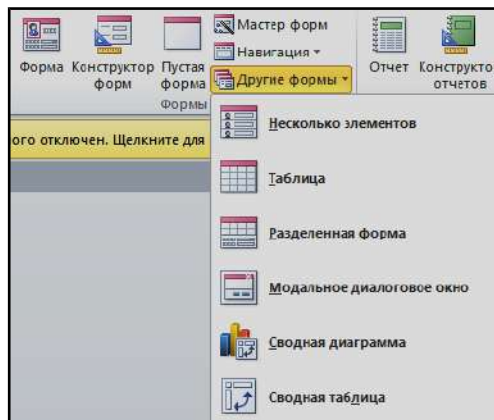 Мастер форм
Навигация
Форма Конструктор форм Пустая форма Другие формы Отчет Конструкто отчетов
Формы
ого отключен. Щелкните для
Несколько элементов
Таблица
Разделенная форма
Модальное диалоговое окно
Сводная диаграмма
Сводная таблица